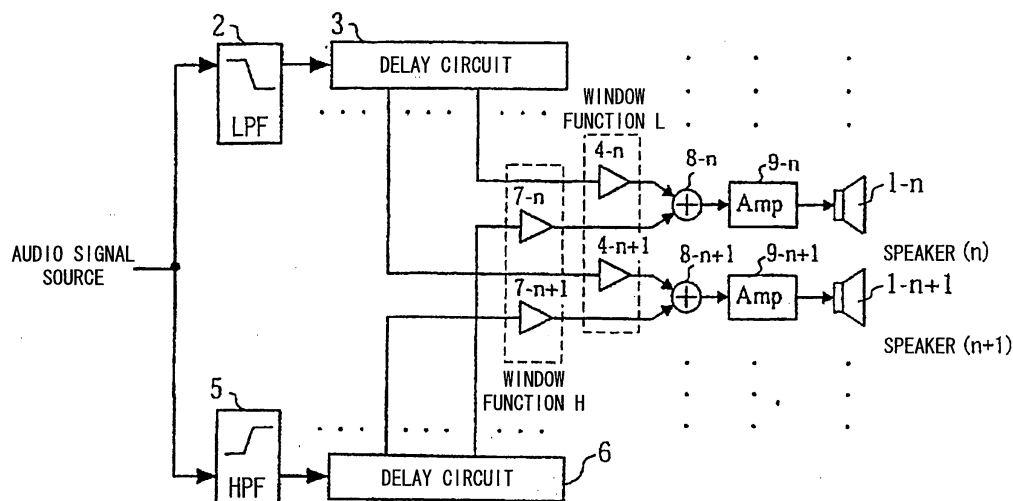 2
LPF
3
DELAY CIRCUIT
WINDOW
FUNCTION L
4-n
7-n
8-n
9-n
Amp
1-n
SPEAKER (n)
AUDIO SIGNAL
SOURCE
4-n+1
7-n+1
8-n+1
9-n+1
Amp
1-n+1
SPEAKER (n+1)
WINDOW
FUNCTION H
5
HPF
DELAY CIRCUIT
6